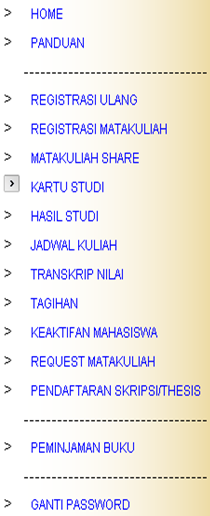 > HOME
> PANDUAN
------------------------------
> REGISTRASI ULANG
> REGISTRASI MATAKULIAH
> MATAKULIAH SHARE
> KARTU STUDI
> HASIL STUDI
> JADWAL KULIAH
> TRANSKRIP NILAI
> TAGIHAN
> KEAKTIFAN MAHASISWA
> REQUEST MATAKULIAH
> PENDAFTARAN SKRIPSI/THESIS
------------------------------
> PEMINJAMAN BUKU
------------------------------
> GANTI PASSWORD